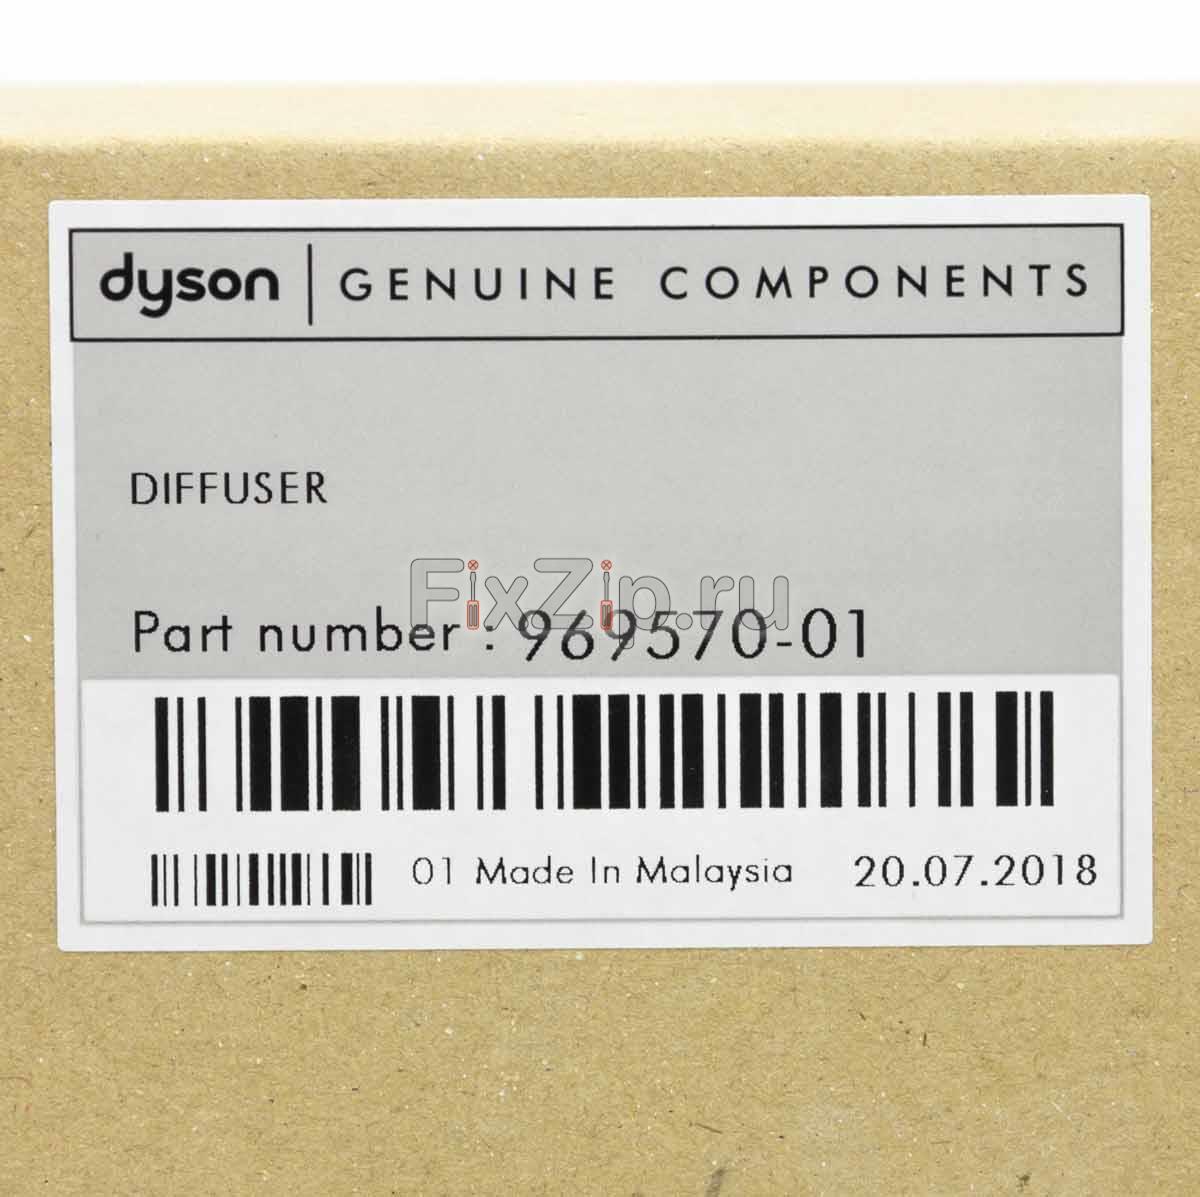 dyson | GENUINE COMPONENTS
DIFFUSER
FixZip.ru
Part number : 969570-01
01 Made In Malaysia 20.07.2018